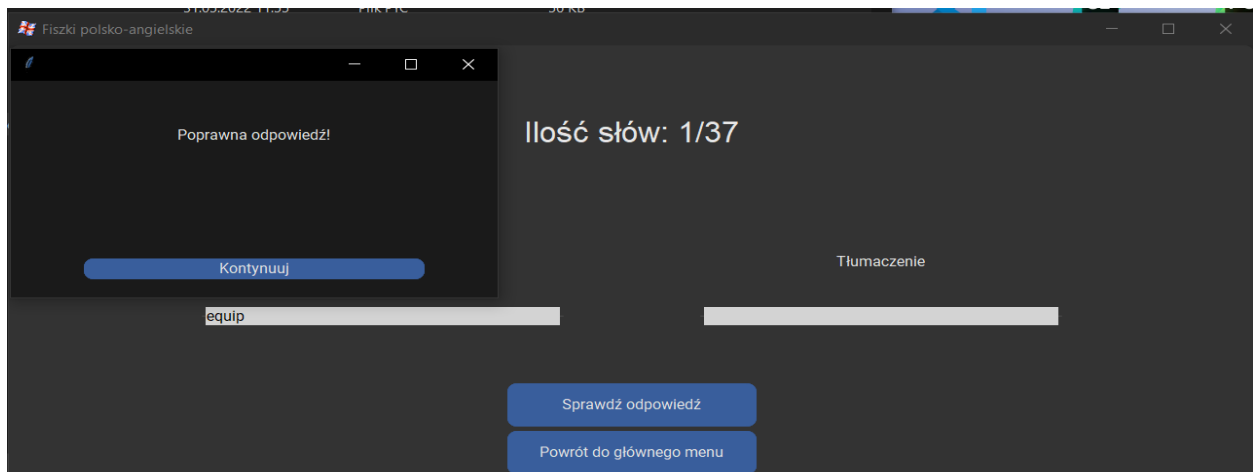 Fiszki polsko-angielskie
Poprawna odpowiedź!
Kontynuuj
Ilość słów: 1/37
Tłumaczenie
equip
Sprawdź odpowiedź
Powrót do głównego menu